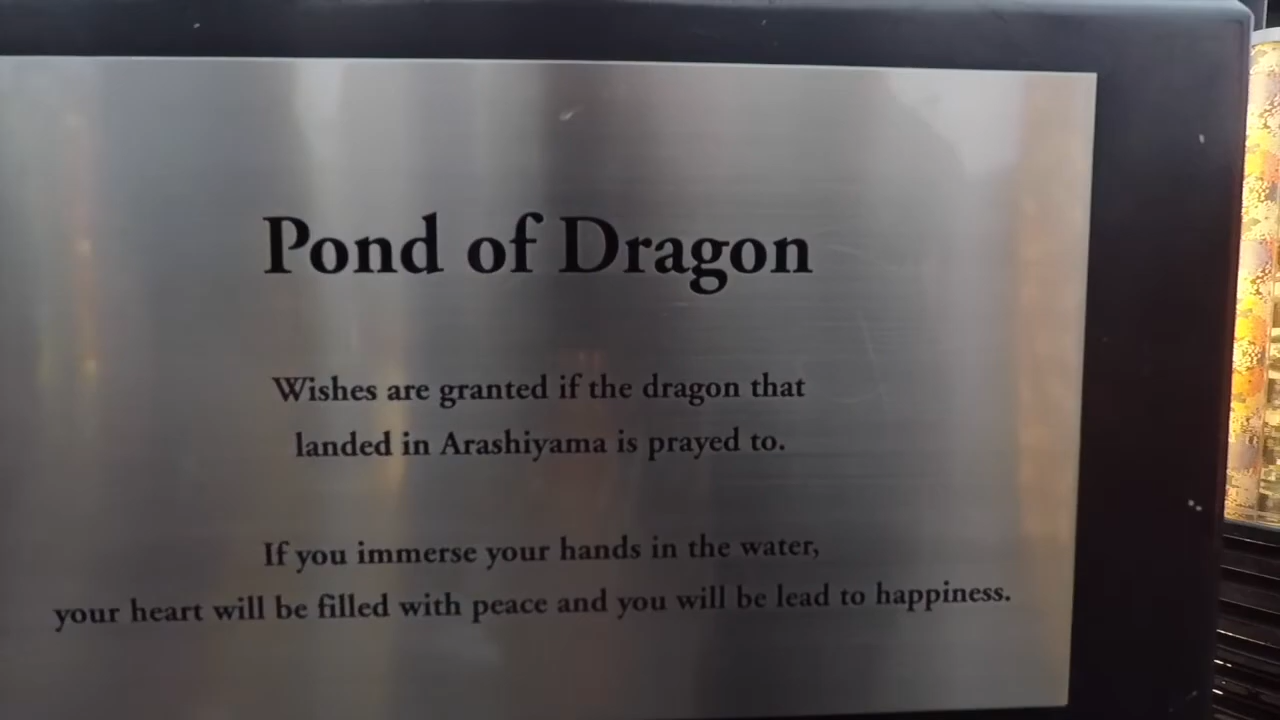 Pond of Dragon
Wishes are granted if the dragon that
landed in Arashiyama is prayed to.
If you immerse your hands in the water,
your heart will be filled with peace and you will be lead to happiness.